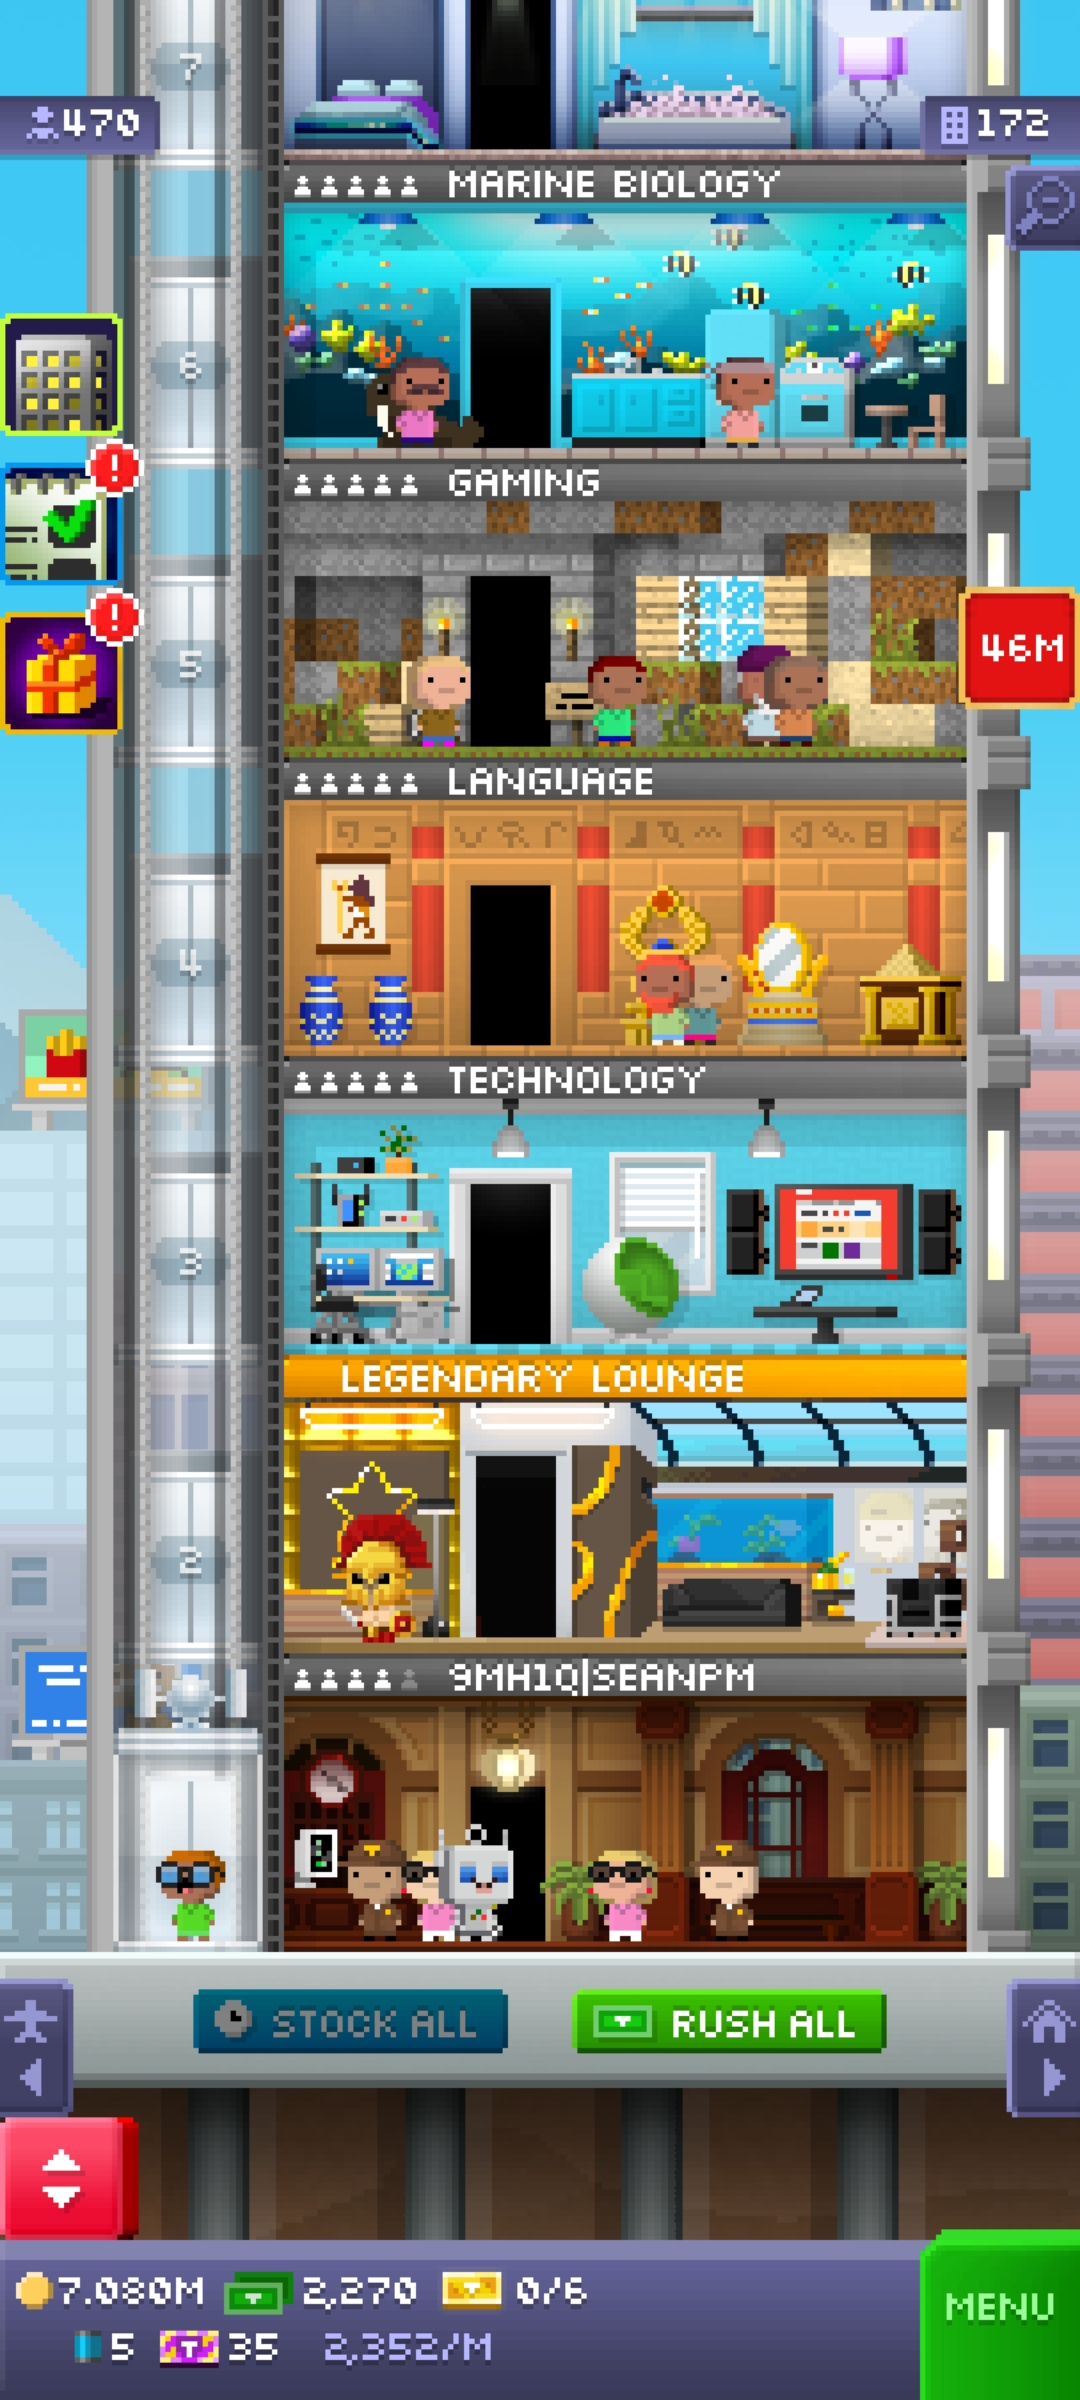 7
470
172
MARINE BIOLOGY
6
GAMING
5
46M
LANGUAGE
4
TECHNOLOGY
3
LEGENDARY LOUNGE
2
9MH1Q|SEANPM
STOCK ALL
RUSH ALL
7.080M 2,270 0/6
5 35 2,352/M
MENU